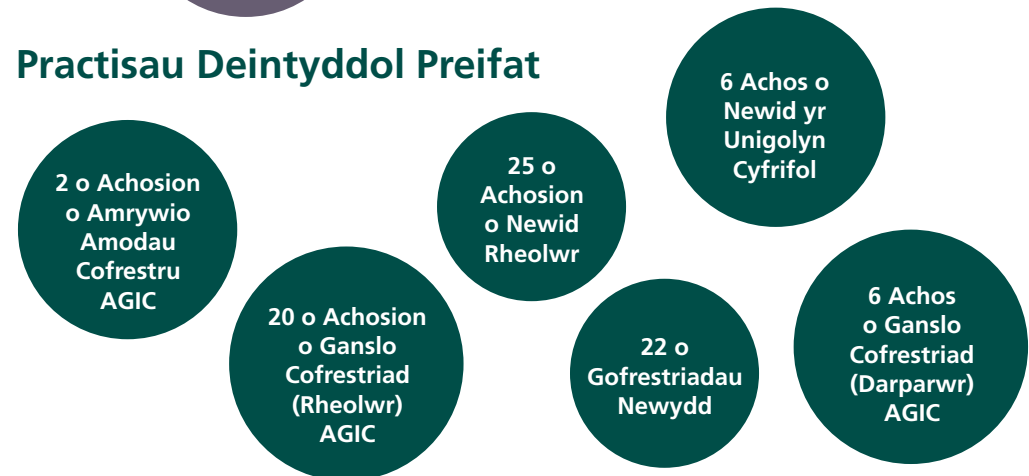 Practisau Deintyddol Preifat
2 o Achosion
o Amrywio
Amodau
Cofrestru
AGIC
20 o Achosion
o Ganslo
Cofrestriad
(Rheolwr)
AGIC
25 o
Achosion
o Newid
Rheolwr
22 o
Gofrestriadau
Newydd
6 Achos o
Newid yr
Unigolyn
Cyfrifol
6 Achos
o Ganslo
Cofrestriad
(Darparwr)
AGIC